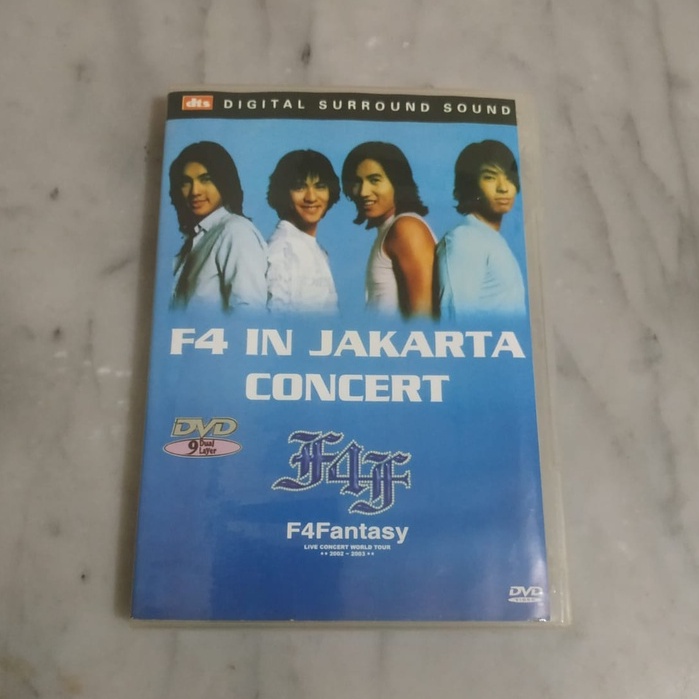 dts DIGITAL SURROUND SOUND
F4 IN JAKARTA
CONCERT
DVD
9 Dual
Layer
F4F
F4Fantasy
LIVE CONCERT WORLD TOUR
•• 2002 - 2003 ••
DVD
VIDEO